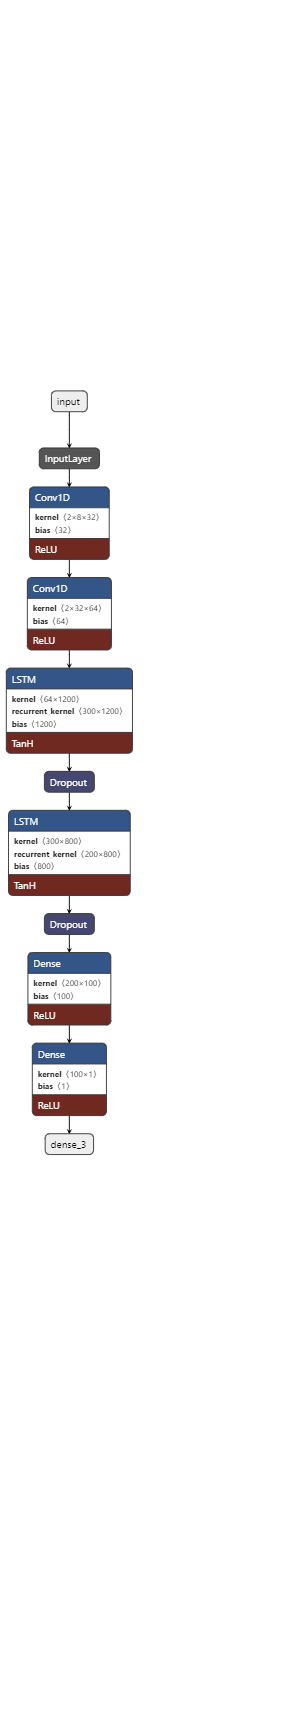 input
InputLayer
Conv1D
kernel ⟨2×8×32⟩
bias ⟨32⟩
ReLU
Conv1D
kernel ⟨2×32×64⟩
bias ⟨64⟩
ReLU
LSTM
kernel ⟨64×1200⟩
recurrent_kernel ⟨300×1200⟩
bias ⟨1200⟩
TanH
Dropout
LSTM
kernel ⟨300×800⟩
recurrent_kernel ⟨200×800⟩
bias ⟨800⟩
TanH
Dropout
Dense
kernel ⟨200×100⟩
bias ⟨100⟩
ReLU
Dense
kernel ⟨100×1⟩
bias ⟨1⟩
ReLU
dense_3